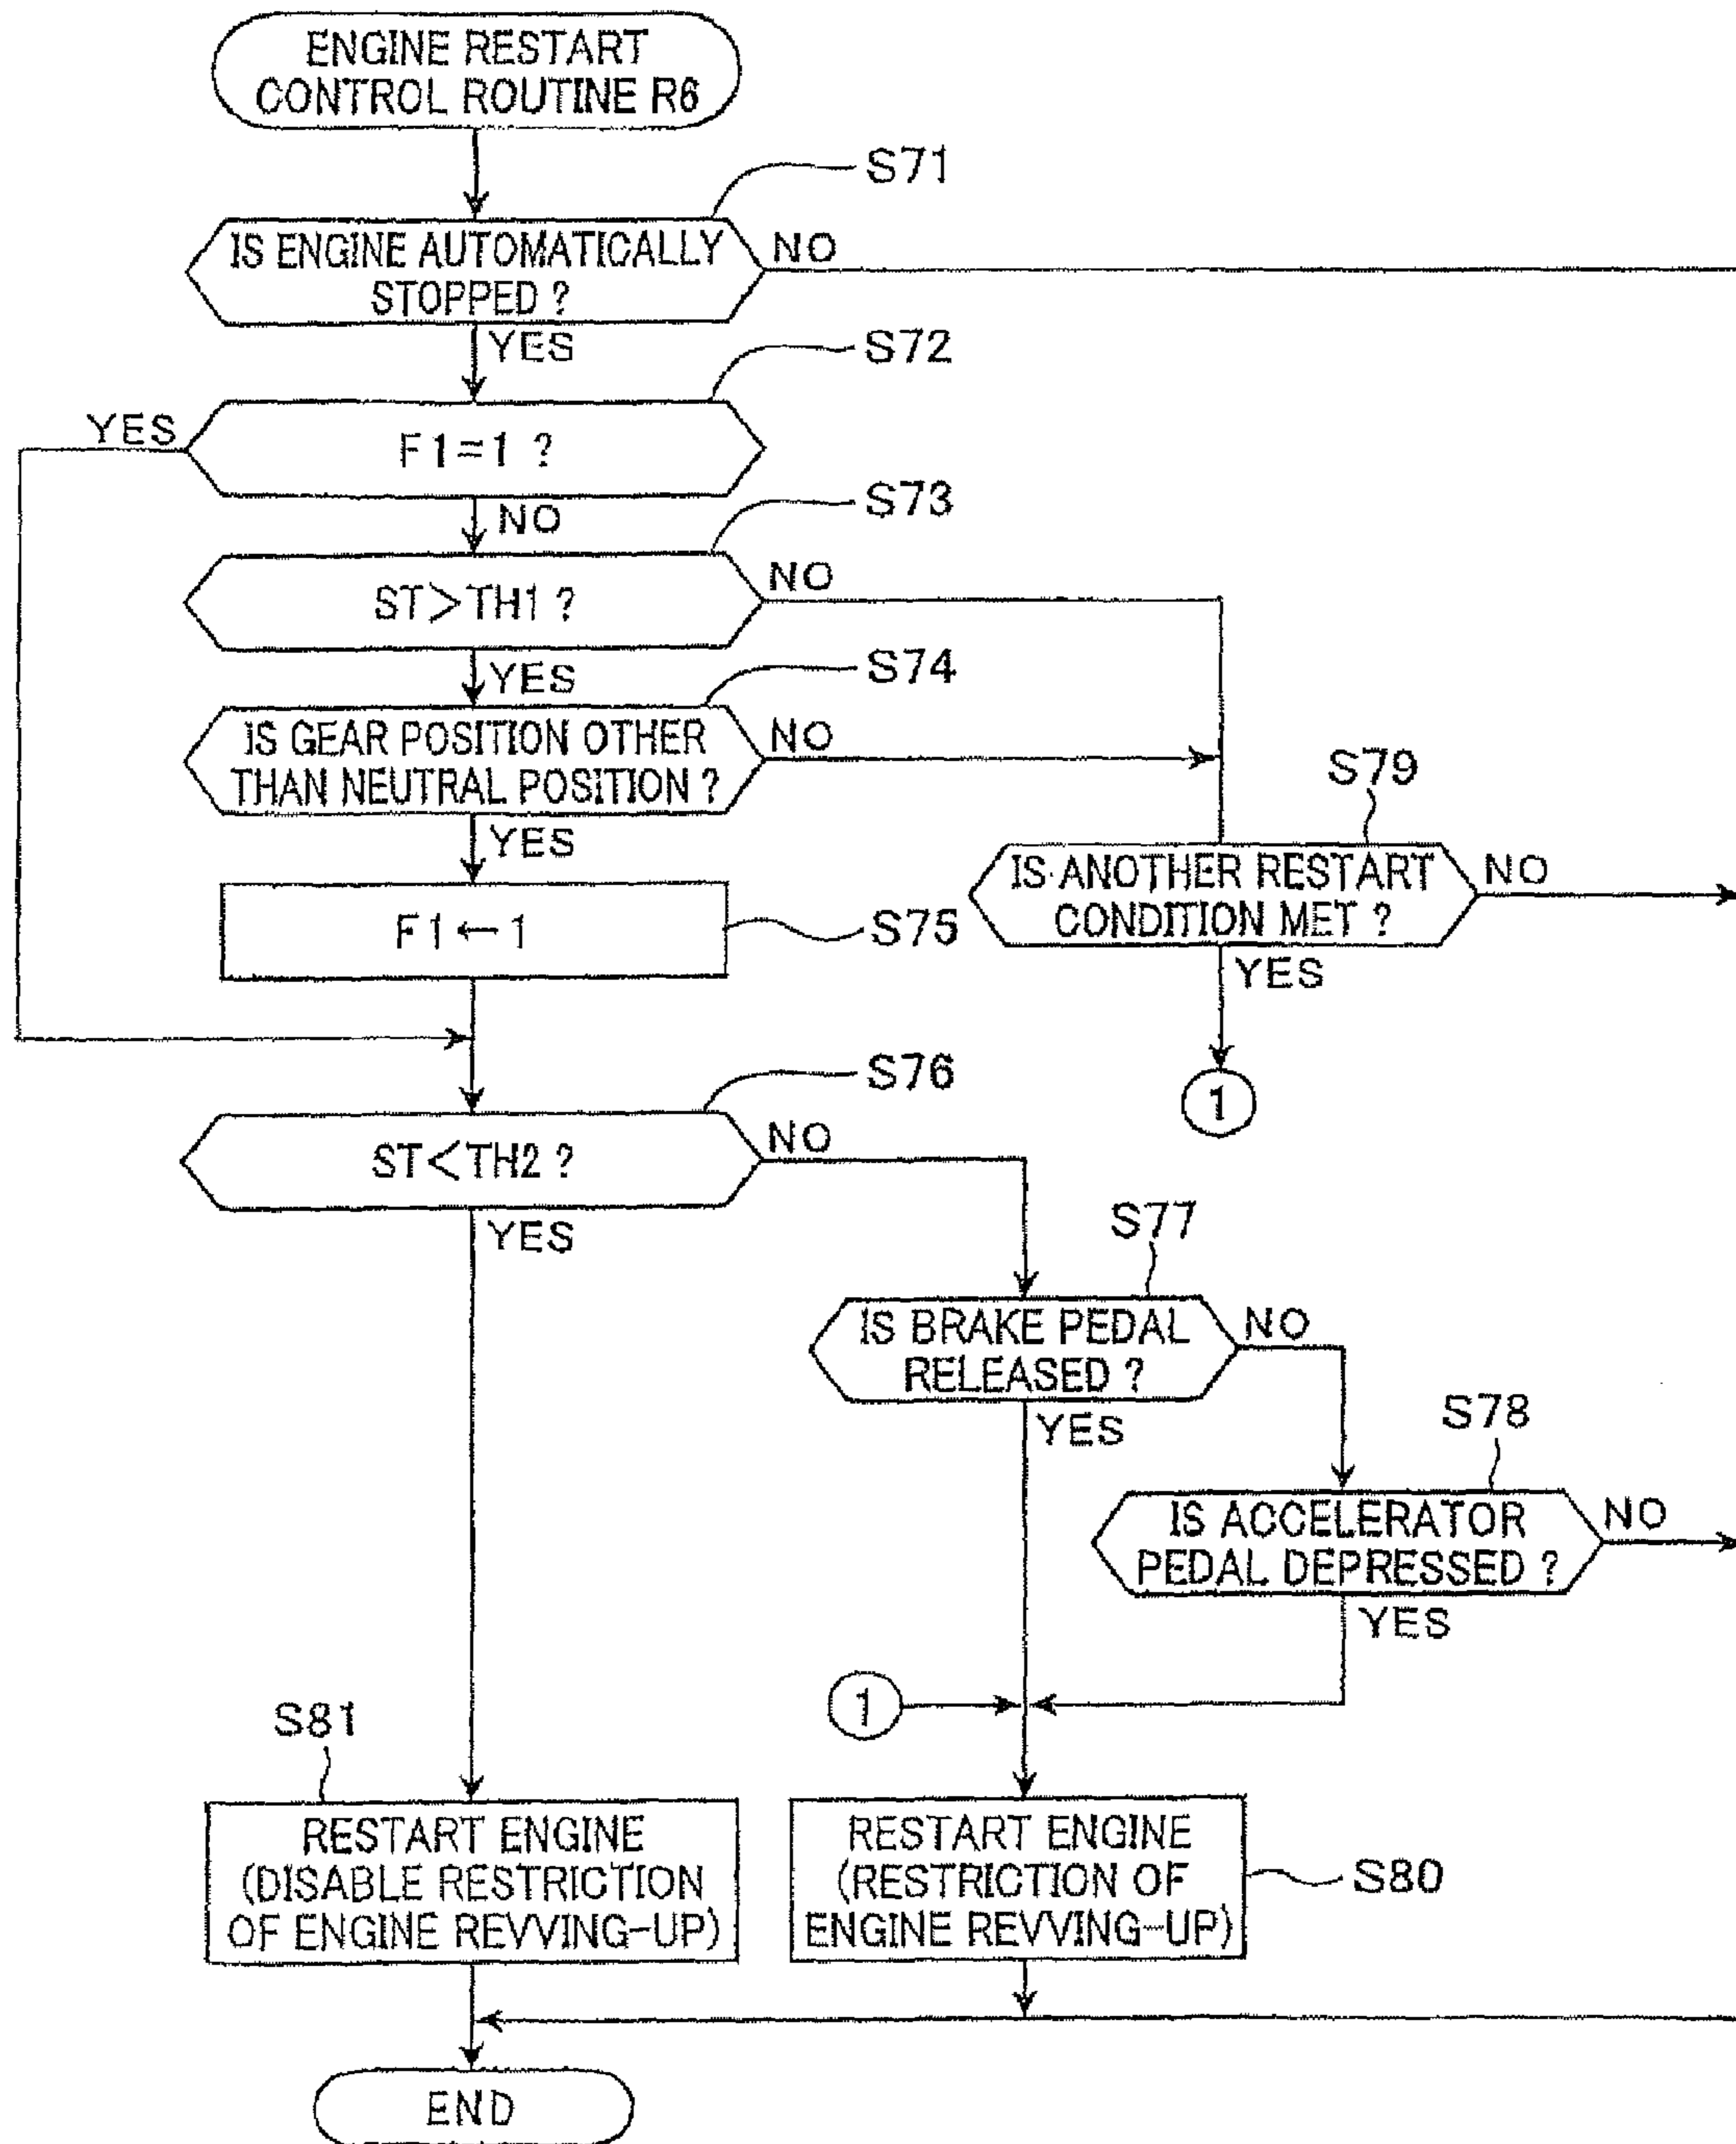 ENGINE RESTART
CONTROL ROUTINE R6
S71
IS ENGINE AUTOMATICALLY
STOPPED ?
NO
YES
S72
YES
F1=1 ?
NO
S73
ST>TH1 ?
NO
YES
S74
IS GEAR POSITION OTHER
THAN NEUTRAL POSITION ?
NO
YES
S79
IS ANOTHER RESTART
CONDITION MET ?
NO
YES
1
F1←1
S75
S76
ST<TH2 ?
NO
YES
S77
IS BRAKE PEDAL
RELEASED ?
NO
YES
S78
IS ACCELERATOR
PEDAL DEPRESSED ?
NO
YES
1
S81
RESTART ENGINE
(DISABLE RESTRICTION
OF ENGINE REVVING-UP)
RESTART ENGINE
(RESTRICTION OF
ENGINE REVVING-UP)
S80
END